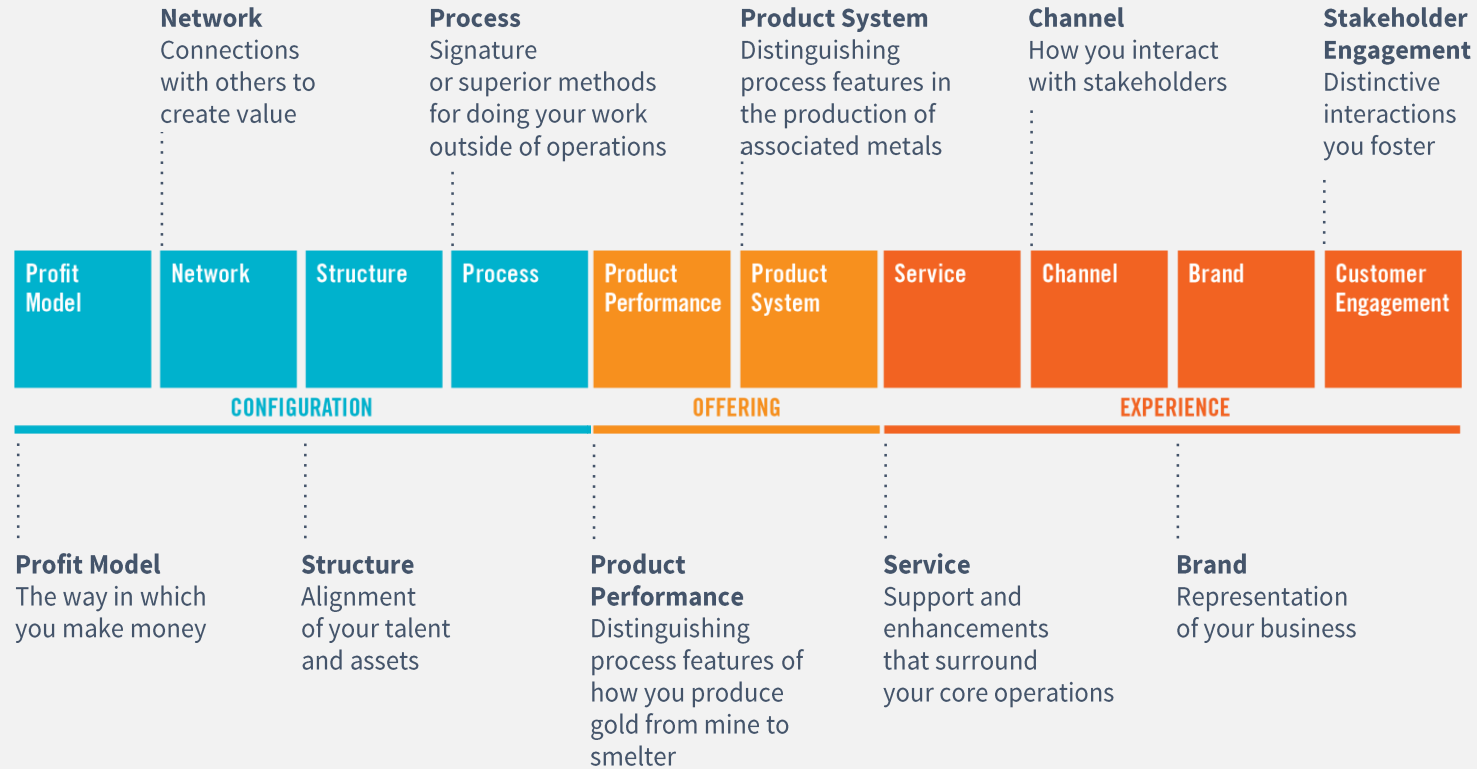 Network
Connections
with others to
create value
Process
Signature
or superior methods
for doing your work
outside of operations
Product System
Distinguishing
process features in
the production of
associated metals
Channel
How you interact
with stakeholders
Stakeholder
Engagement
Distinctive
interactions
you foster
Profit
Model
Network
Structure
Process
Product
Performance
Product
System
Service
Channel
Brand
Customer
Engagement
CONFIGURATION
OFFERING
EXPERIENCE
Profit Model
The way in which
you make money
Structure
Alignment
of your talent
and assets
Product
Performance
Distinguishing
process features of
how you produce
gold from mine to
smelter
Service
Support and
enhancements
that surround
your core operations
Brand
Representation
of your business